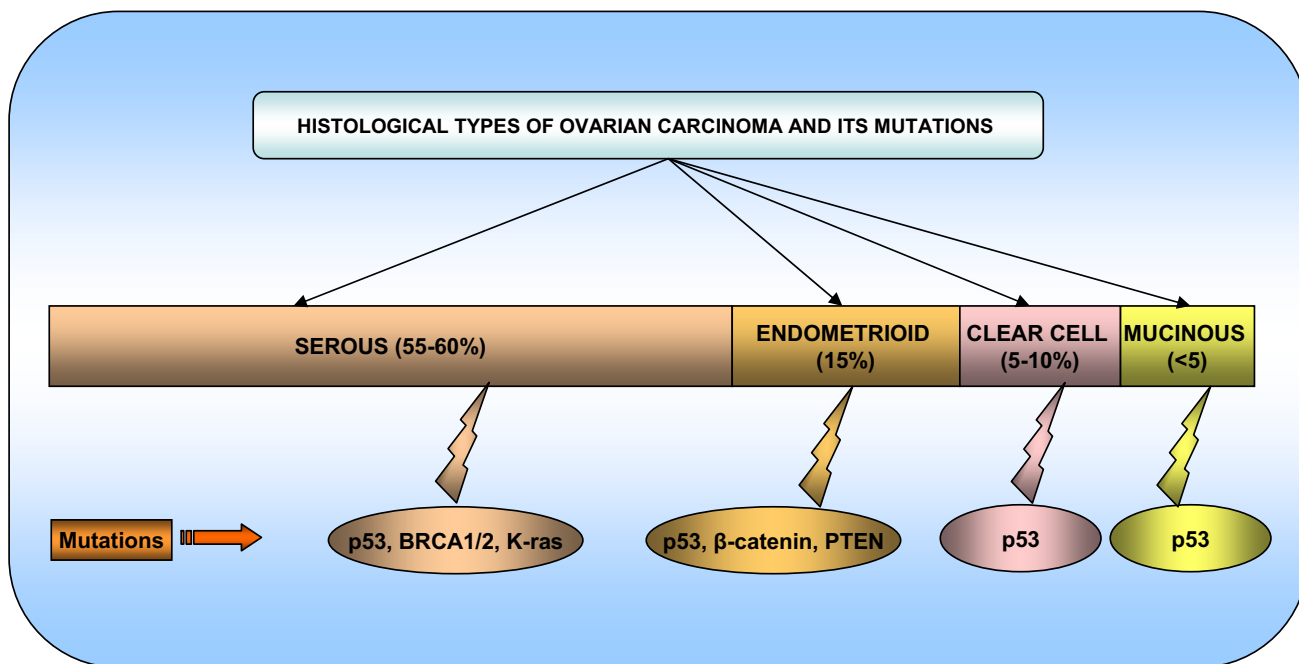 HISTOLOGICAL TYPES OF OVARIAN CARCINOMA AND ITS MUTATIONS
SEROUS (55-60%)
ENDOMETRIOID
(15%)
CLEAR CELL
(5-10%)
MUCINOUS
(<5)
Mutations
p53, BRCA1/2, K-ras
p53, β-catenin, PTEN
p53
p53